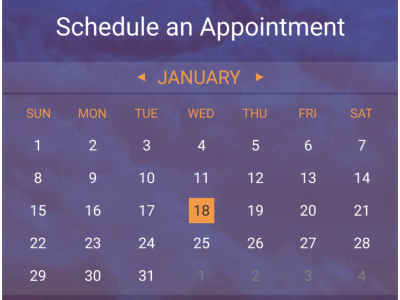 Schedule an Appointment
◄ JANUARY ►
SUN MON TUE WED THU FRI SAT
1 2 3 4 5 6 7
8 9 10 11 12 13 14
15 16 17 18 19 20 21
22 23 24 25 26 27 28
29 30 31 1 2 3 4